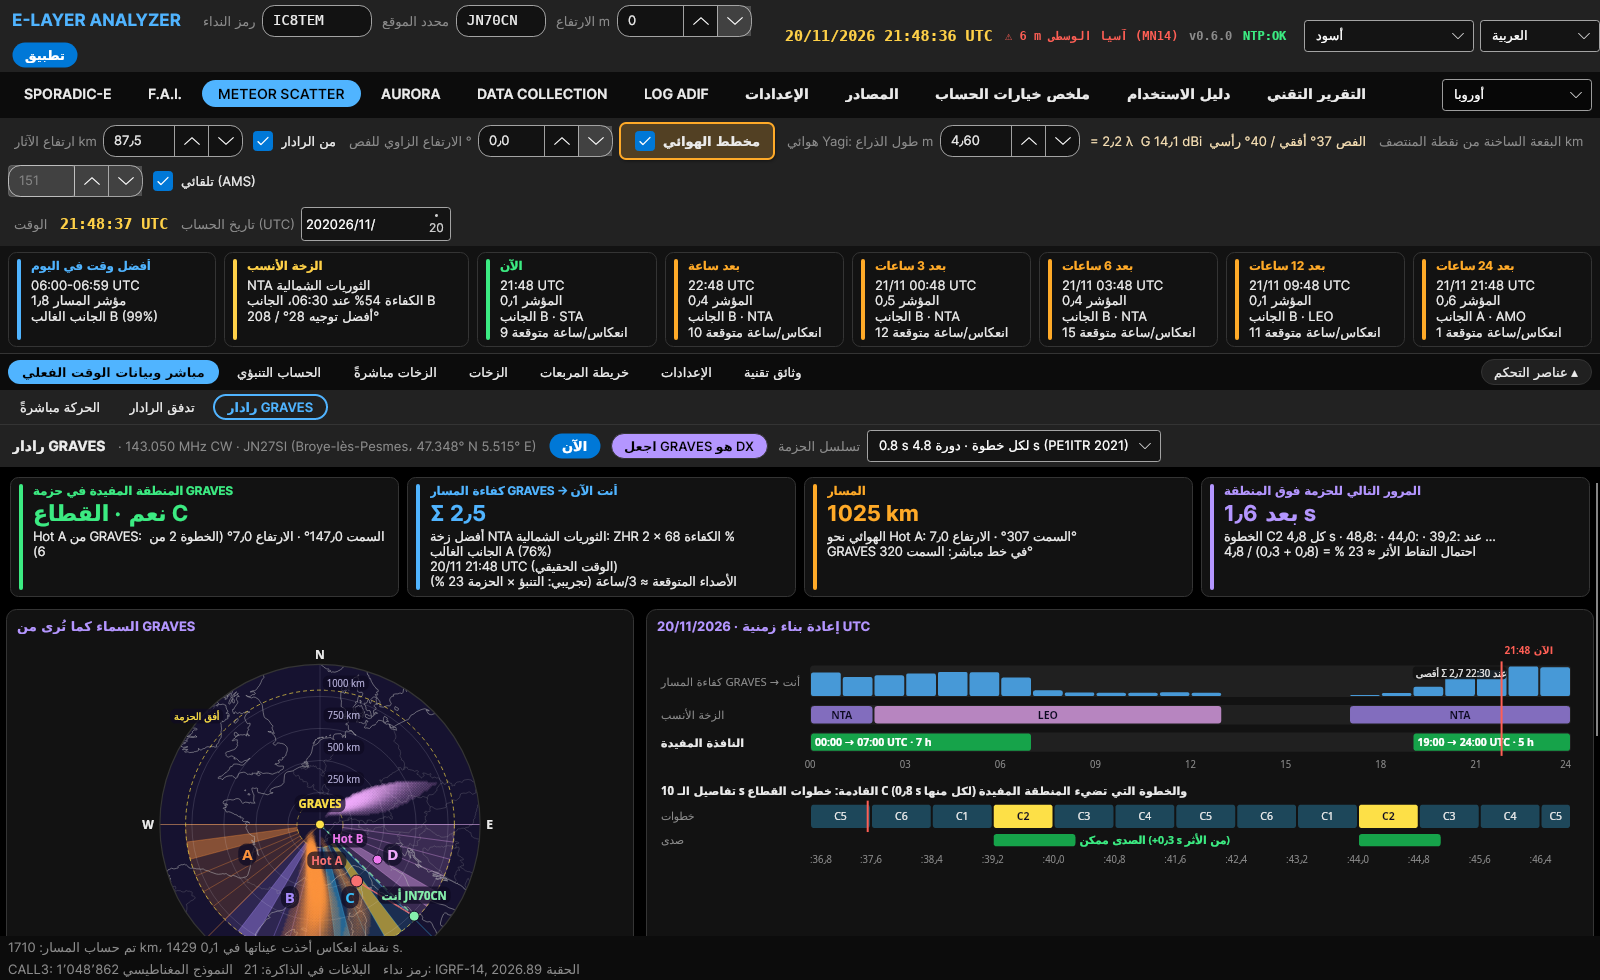 E-LAYER ANALYZER
رمز النداء
IC8TEM
محدد الموقع
JN70CN
الارتفاع m
0
20/11/2026 21:48:36 UTC
⚠ 6 m آسيا الوسطى (MN14)
v0.6.0
NTP:OK
أسود
العربية
تطبيق
SPORADIC-E
F.A.I.
METEOR SCATTER
AURORA
DATA COLLECTION
LOG ADIF
الإعدادات
المصادر
ملخص خيارات الحساب
دليل الاستخدام
التقرير التقني
أوروبا
ارتفاع الآثار km
87٫5
من الرادار
الارتفاع الزاوي للفص °
0٫0
مخطط الهوائي
هوائي Yagi: طول الذراع m
4٫60
= 2٫2 λ G 14٫1 dBi الفص 37° أفقي / 40° رأسي
البقعة الساخنة من نقطة المنتصف km
151
تلقائي (AMS)
الوقت
21:48:37 UTC
تاريخ الحساب (UTC)
202026/11/
20
أفضل وقت في اليوم
06:00-06:59 UTC
مؤشر المسار 1٫8
الجانب الغالب B (99%)
الزخة الأنسب
الثوريات الشمالية NTA
الكفاءة 54% عند 06:30، الجانب B
أفضل توجيه 28° / 208°
الآن
21:48 UTC
المؤشر 0٫1
الجانب B · STA
انعكاس/ساعة متوقعة 9
بعد ساعة
22:48 UTC
المؤشر 0٫4
الجانب B · NTA
انعكاس/ساعة متوقعة 10
بعد 3 ساعات
21/11 00:48 UTC
المؤشر 0٫5
الجانب B · NTA
انعكاس/ساعة متوقعة 12
بعد 6 ساعات
21/11 03:48 UTC
المؤشر 0٫4
الجانب B · NTA
انعكاس/ساعة متوقعة 15
بعد 12 ساعات
21/11 09:48 UTC
المؤشر 0٫1
الجانب B · LEO
انعكاس/ساعة متوقعة 11
بعد 24 ساعات
21/11 21:48 UTC
المؤشر 0٫6
الجانب A · AMO
انعكاس/ساعة متوقعة 1
مباشر وبيانات الوقت الفعلي
الحساب التنبؤي
الزخات مباشرةً
الزخات
خريطة المربعات
الإعدادات
وثائق تقنية
▴ عناصر التحكم
الحركة مباشرةً
تدفق الرادار
رادار GRAVES
رادار GRAVES
· 143.050 MHz CW · JN27SI (Broye-lès-Pesmes، 47.348° N 5.515° E)
الآن
اجعل GRAVES هو DX
تسلسل الحزمة
0.8 s لكل خطوة · دورة 4.8 s (PE1ITR 2021)
المنطقة المفيدة في حزمة GRAVES
نعم · القطاع C
Hot A من GRAVES: السمت 147٫0° · الارتفاع 7٫0° (الخطوة 2 من
6)
كفاءة المسار GRAVES → أنت الآن
Σ 2٫5
أفضل زخة NTA الثوريات الشمالية: ZHR 2 × الكفاءة 68 %
الجانب الغالب A (76%)
20/11 21:48 UTC (الوقت الحقيقي)
الأصداء المتوقعة ≈ 3/ساعة (تجريبي: التنبؤ × الحزمة 23 %)
المسار
1025 km
الهوائي نحو Hot A: السمت 307° · الارتفاع 7٫0°
GRAVES في خط مباشر: السمت 320°
المرور التالي للحزمة فوق المنطقة
بعد 1٫6 s
الخطوة C2 كل 4٫8 s · عند :39٫2 · :44٫0 · :48٫8 ...
احتمال التقاط الأثر ≈ 23 % = (0٫8 + 0٫3) / 4٫8
السماء كما تُرى من GRAVES
N
1000 km
750 km
500 km
250 km
أفق الحزمة
GRAVES
W
E
Hot B
Hot A
A
B
C
D
أنت JN70CN
إعادة بناء زمنية · 20/11/2026 UTC
الآن 21:48
كفاءة المسار GRAVES → أنت
أقصى Σ 2٫7 عند 22:30
الزخة الأنسب
NTA
LEO
NTA
النافذة المفيدة
00:00 → 07:00 UTC · 7 h
19:00 → 24:00 UTC · 5 h
00
03
06
09
12
15
18
21
24
تفاصيل الـ 10 s القادمة: خطوات القطاع C (0٫8 s لكل منها) والخطوة التي تضيء المنطقة المفيدة
خطوات
C5
C6
C1
C2
C3
C4
C5
C6
C1
C2
C3
C4
C5
صدى
الصدى ممكن (+0٫3 s من الأثر)
:36٫8
:37٫6
:38٫4
:39٫2
:40٫0
:40٫8
:41٫6
:42٫4
:43٫2
:44٫0
:44٫8
:45٫6
:46٫4
تم حساب المسار: 1710 km، 1429 نقطة انعكاس أخذت عيناتها في 0٫1 s.
CALL3: 1٬048٬862 رمز نداء
البلاغات في الذاكرة: 21
النموذج المغناطيسي: IGRF-14, الحقبة 2026.89